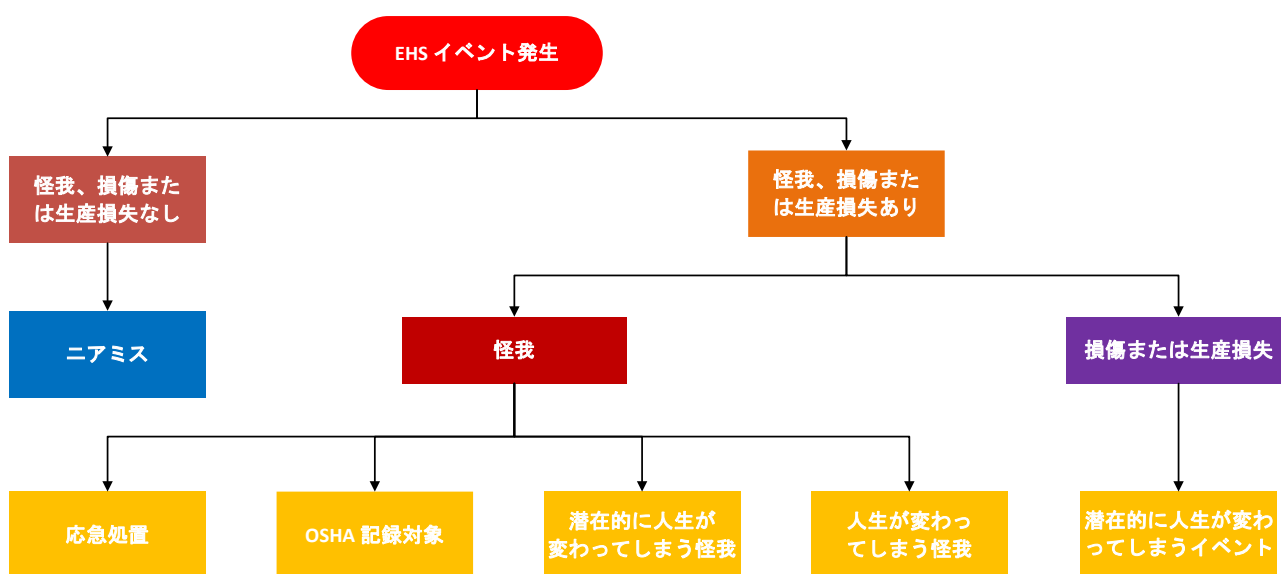 EHS イベント発生
怪我、損傷また
は生産損失なし
怪我、損傷また
は生産損失あり
ニアミス
怪我
損傷または生産損失
応急処置
OSHA 記録対象
潜在的に人生が
変わってしまう怪我
人生が変わっ
てしまう怪我
潜在的に人生が変わ
ってしまうイベント